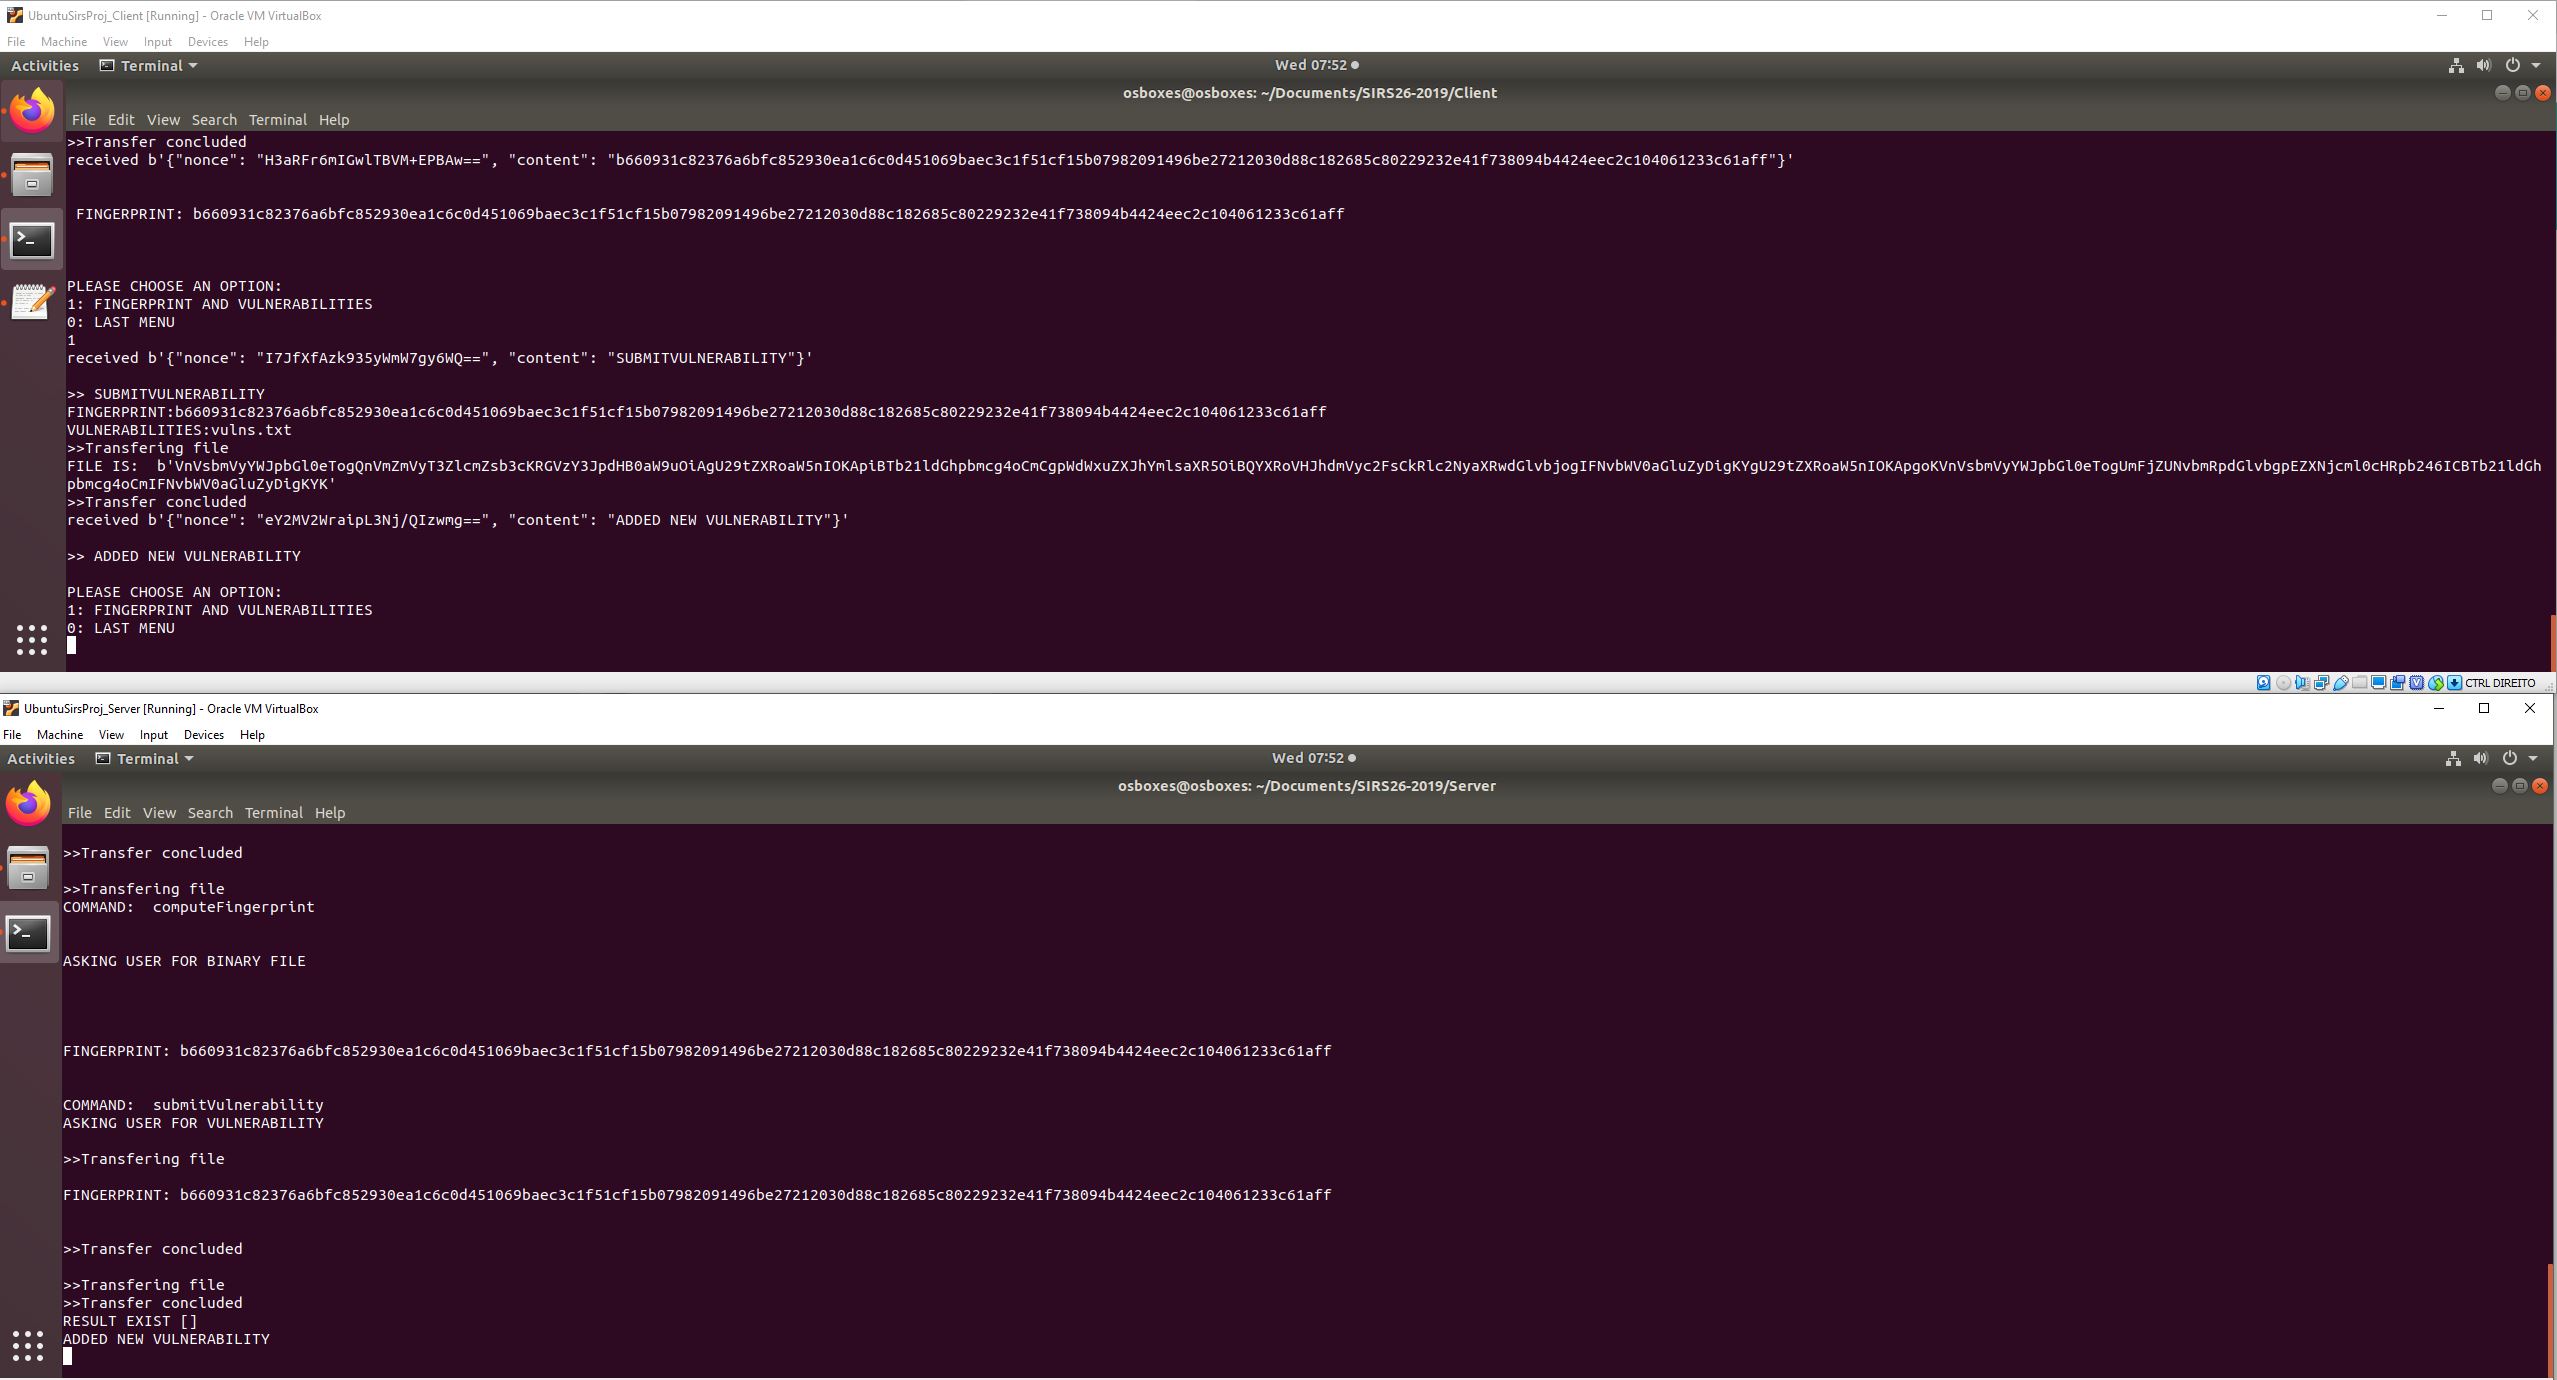 UbuntuSirsProj_Client [Running] - Oracle VM VirtualBox
File Machine View Input Devices Help
Activities Terminal Wed 07:52
osboxes@osboxes: ~/Documents/SIRS26-2019/Client
File Edit View Search Terminal Help
>>Transfer concluded
received b'{"nonce": "H3aRFr6mIGwlTBVM+EPBAw==", "content": "b660931c82376a6bfc852930ea1c6c0d451069baec3c1f51cf15b07982091496be27212030d88c182685c80229232e41f738094b4424eec2c104061233c61aff"}'
FINGERPRINT: b660931c82376a6bfc852930ea1c6c0d451069baec3c1f51cf15b07982091496be27212030d88c182685c80229232e41f738094b4424eec2c104061233c61aff
PLEASE CHOOSE AN OPTION:
1: FINGERPRINT AND VULNERABILITIES
0: LAST MENU
1
received b'{"nonce": "I7JfXfAzk935yWmW7gy6WQ==", "content": "SUBMITVULNERABILITY"}'
>> SUBMITVULNERABILITY
FINGERPRINT:b660931c82376a6bfc852930ea1c6c0d451069baec3c1f51cf15b07982091496be27212030d88c182685c80229232e41f738094b4424eec2c104061233c61aff
VULNERABILITIES:vulns.txt
>>Transfering file
FILE IS:  b'VnVsbmVyYWJpbGl0eTogQnVmZmVyT3ZlcmZsb3cKRGVzY3JpdHB0aW9uOiAgU29tZXRoaW5nIOKApiBTb21ldGhpbmcg4oCmCgpWdWxuZXJhYmlsaXR5OiBQYXRoVHJhdmVyc2FsCkRlc2NyaXRwdGlvbjogIFNvbWV0aGluZyDigKYgU29tZXRoaW5nIOKApgoKVnVsbmVyYWJpbGl0eTogUmFjZUNvbmRpdGlvbgpEZXNjcml0cHRpb246ICBTb21ldGh
pbmcg4oCmIFNvbWV0aGluZyDigKYK'
>>Transfer concluded
received b'{"nonce": "eY2MV2WraipL3Nj/QIzwmg==", "content": "ADDED NEW VULNERABILITY"}'
>> ADDED NEW VULNERABILITY
PLEASE CHOOSE AN OPTION:
1: FINGERPRINT AND VULNERABILITIES
0: LAST MENU
CTRL DIREITO
UbuntuSirsProj_Server [Running] - Oracle VM VirtualBox
File Machine View Input Devices Help
Activities Terminal Wed 07:52
osboxes@osboxes: ~/Documents/SIRS26-2019/Server
File Edit View Search Terminal Help
>>Transfer concluded
>>Transfering file
COMMAND:  computeFingerprint
ASKING USER FOR BINARY FILE
FINGERPRINT: b660931c82376a6bfc852930ea1c6c0d451069baec3c1f51cf15b07982091496be27212030d88c182685c80229232e41f738094b4424eec2c104061233c61aff
COMMAND:  submitVulnerability
ASKING USER FOR VULNERABILITY
>>Transfering file
FINGERPRINT: b660931c82376a6bfc852930ea1c6c0d451069baec3c1f51cf15b07982091496be27212030d88c182685c80229232e41f738094b4424eec2c104061233c61aff
>>Transfer concluded
>>Transfering file
>>Transfer concluded
RESULT EXIST []
ADDED NEW VULNERABILITY